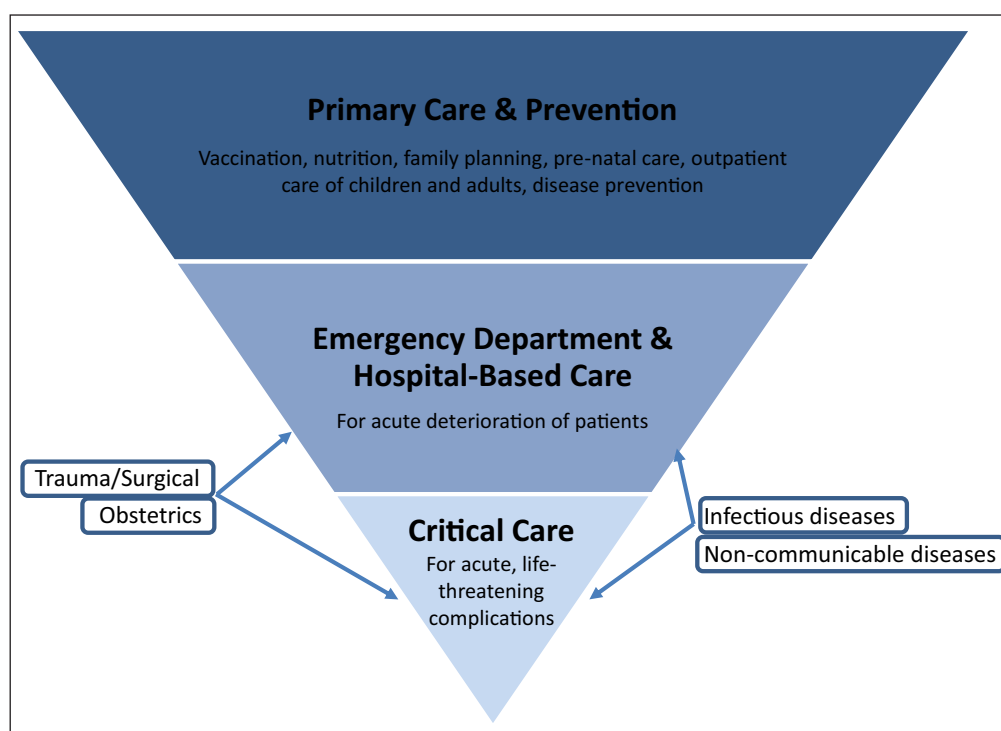 Primary Care & Prevention
Vaccination, nutrition, family planning, pre-natal care, outpatient
care of children and adults, disease prevention
Emergency Department &
Hospital-Based Care
For acute deterioration of patients
Trauma/Surgical
Obstetrics
Critical Care
For acute, life-
threatening
complications
Infectious diseases
Non-communicable diseases